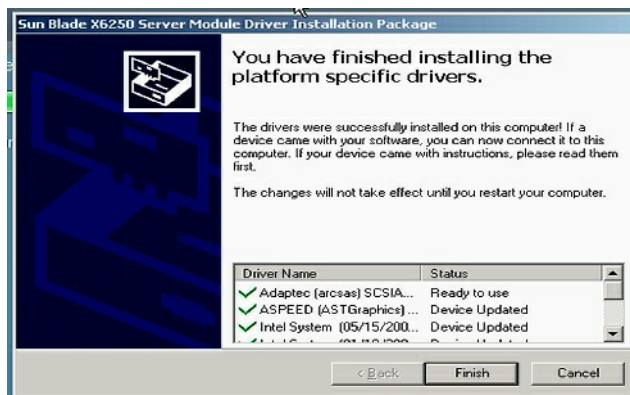 Sun Blade X6250 Server Module Driver Installation Package
You have finished installing the
platform specific drivers.
The drivers were successfully installed on this computer! If a
device came with your software, you can now connect it to this
computer. If your device came with instructions, please read them
first.
The changes will not take effect until you restart your computer.
Driver Name Status
Adaptec (arcsas) SCSIA... Ready to use
ASPEED (ASTGraphics) ... Device Updated
Intel System (05/15/200... Device Updated
< Back Finish Cancel